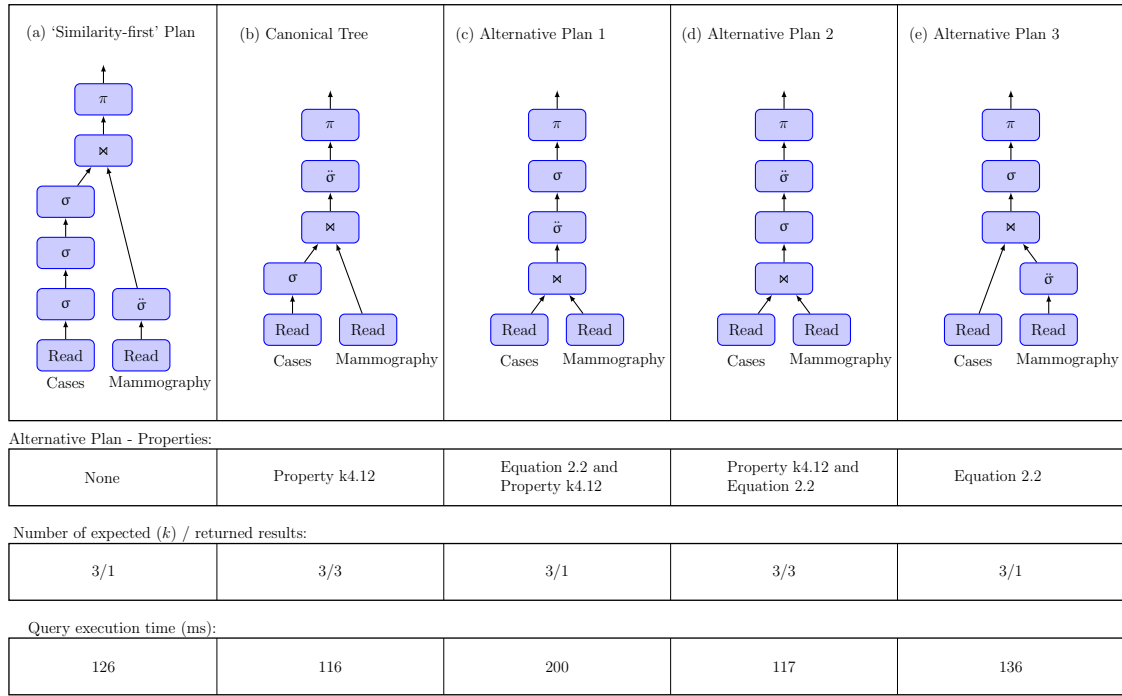 (a) ‘Similarity-first’ Plan
(b) Canonical Tree
(c) Alternative Plan 1
(d) Alternative Plan 2
(e) Alternative Plan 3
π
⋈
σ
σ
σ
σ̈
Read
Read
Cases
Mammography
π
σ̈
⋈
σ
Read
Read
Cases
Mammography
π
σ
σ̈
⋈
Read
Read
Cases
Mammography
π
σ̈
σ
⋈
Read
Read
Cases
Mammography
π
σ
⋈
σ̈
Read
Read
Cases
Mammography
Alternative Plan - Properties:
None
Property k4.12
Equation 2.2 and
Property k4.12
Property k4.12 and
Equation 2.2
Equation 2.2
Number of expected (k) / returned results:
3/1
3/3
3/1
3/3
3/1
Query execution time (ms):
126
116
200
117
136